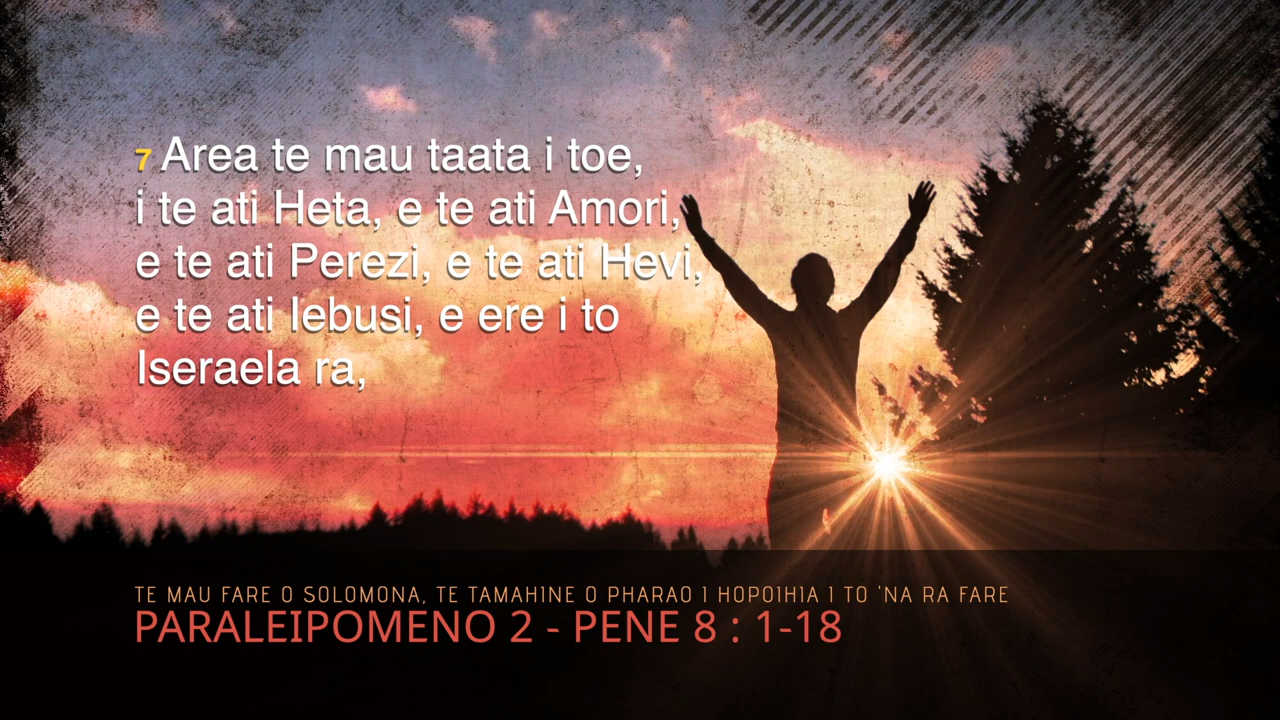 7 Area te mau taata i toe,
i te ati Heta, e te ati Amori,
e te ati Perezi, e te ati Hevi,
e te ati Iebusi, e ere i to
Iseraela ra,
TE MAU FARE O SOLOMONA, TE TAMAHINE O PHARAO I HOPOIHIA I TO 'NA RA FARE
PARALEIPOMENO 2 - PENE 8 : 1-18